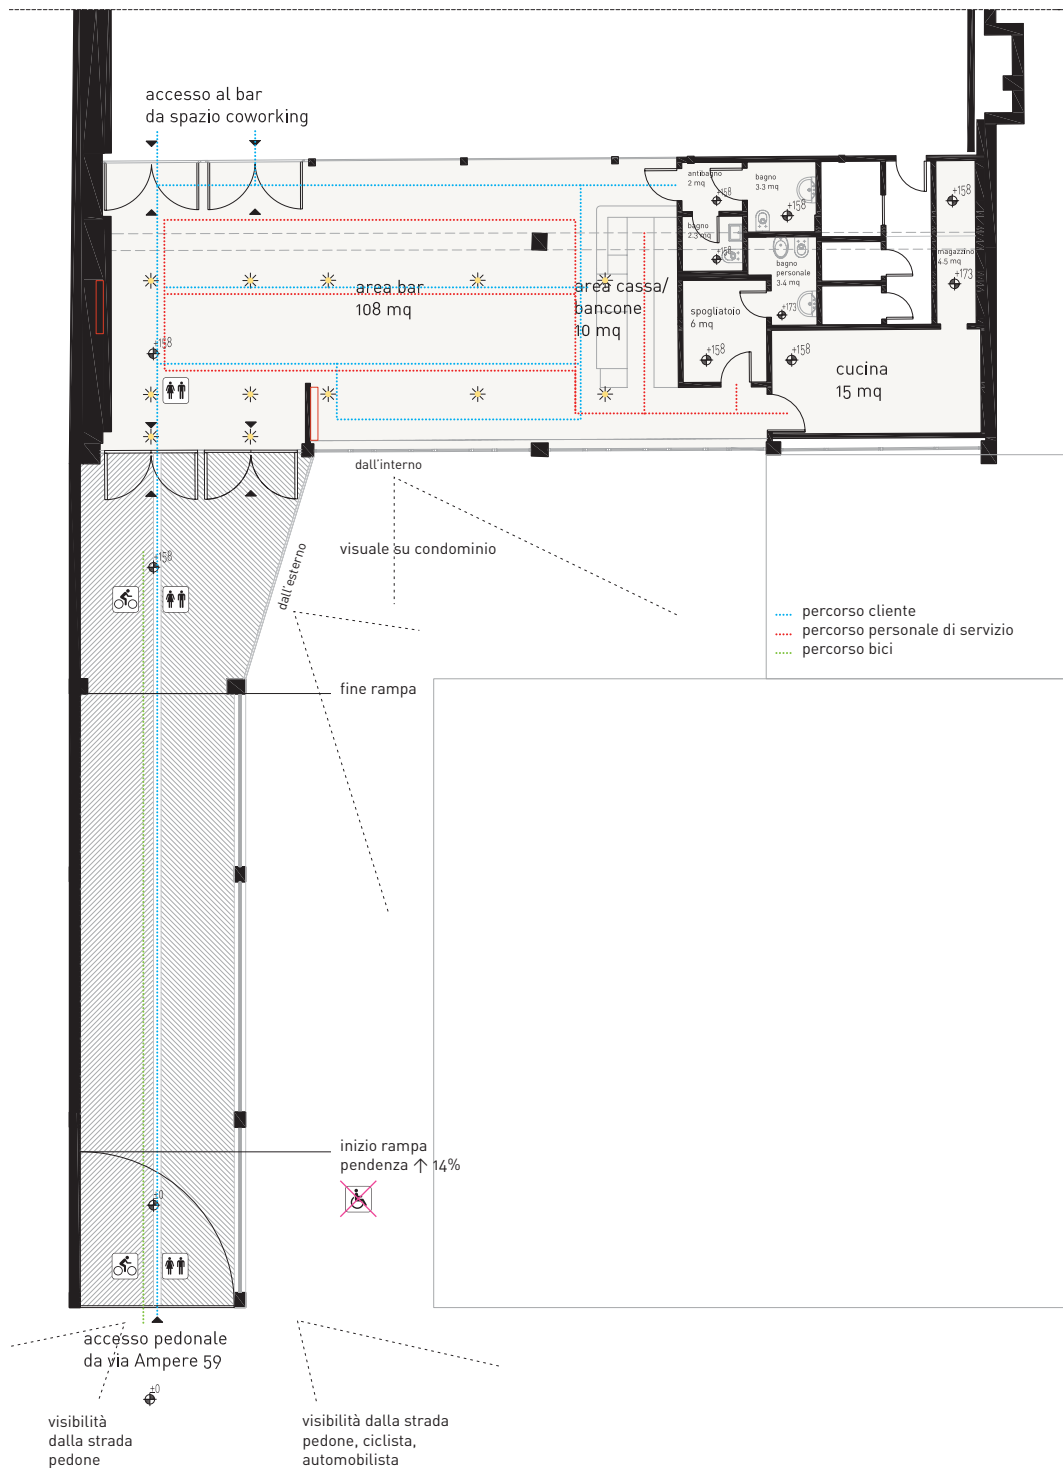 accesso al bar
da spazio coworking
antibagno
2 mq
+158
bagno
3.3 mq
+158
+158
bagno
2.3 mq
+158
magazzino
4.5 mq
+173
bagno
personale
3.4 mq
+173
area bar
108 mq
area cassa/
bancone
10 mq
spogliatoio
6 mq
+158
+158
+158
cucina
15 mq
dall'interno
visuale su condominio
dall'esterno
+158
percorso cliente
percorso personale di servizio
percorso bici
fine rampa
inizio rampa
pendenza ↑ 14%
±0
accesso pedonale
da via Ampere 59
±0
visibilità
dalla strada
pedone
visibilità dalla strada
pedone, ciclista,
automobilista